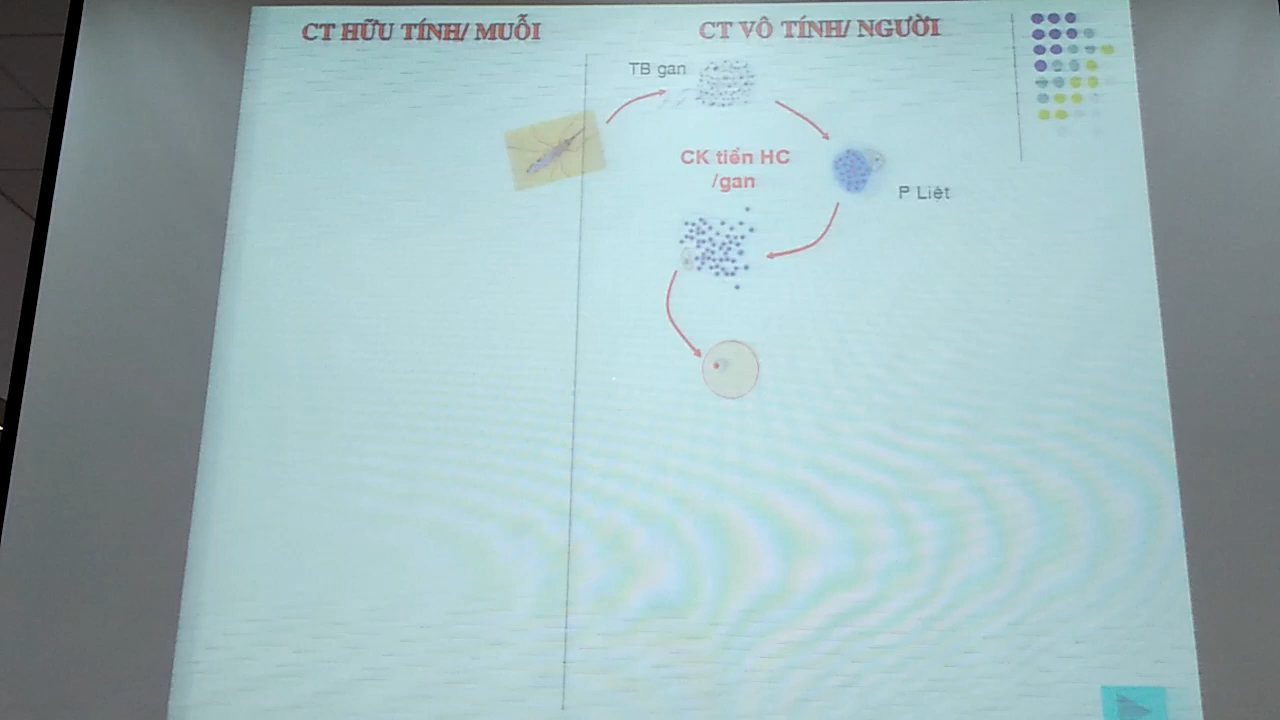 CT HỮU TÍNH/ MUỖI
CT VÔ TÍNH/ NGƯỜI
TB gan
CK tiền HC
/gan
P Liệt